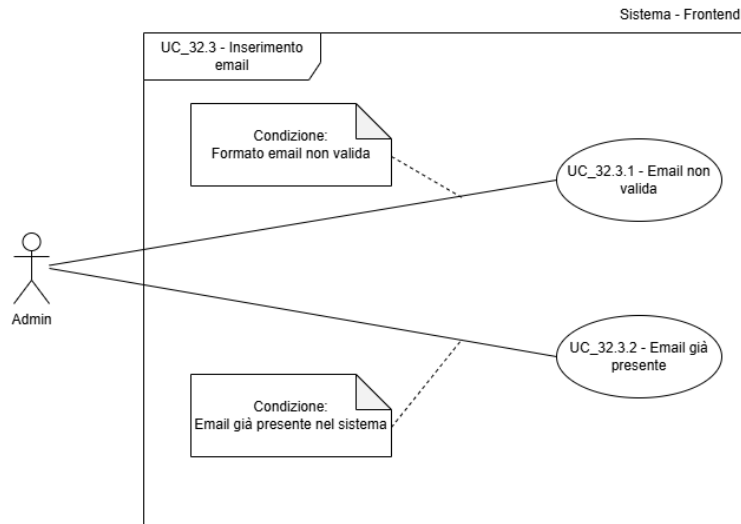 Sistema - Frontend
UC_32.3 - Inserimento
email
Condizione:
Formato email non valida
UC_32.3.1 - Email non
valida
Admin
UC_32.3.2 - Email già
presente
Condizione:
Email già presente nel sistema